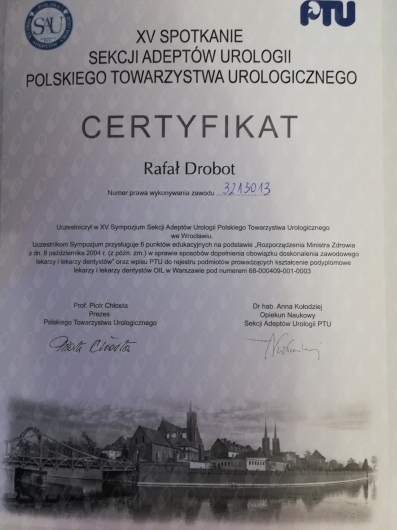 SAU
PTU
XV SPOTKANIE
SEKCJI ADEPTÓW UROLOGII
POLSKIEGO TOWARZYSTWA UROLOGICZNEGO
CERTYFIKAT
Rafał Drobot
Numer prawa wykonywania zawodu ...3213013...
Uczestniczył w XV Sympozjum Sekcji Adeptów Urologii Polskiego Towarzystwa Urologicznego
we Wrocławiu.
Uczestnikom Sympozjum przysługuje 6 punktów edukacyjnych na podstawie „Rozporządzenia Ministra Zdrowia
z dn. 6 października 2004 r. (z późn. zm.) w sprawie sposobów dopełnienia obowiązku doskonalenia zawodowego
lekarzy i lekarzy dentystów" oraz wpisu PTU do rejestru podmiotów prowadzących kształcenie podyplomowe
lekarzy i lekarzy dentystów OIL w Warszawie pod numerem 68-000409-001-0003
Prof. Piotr Chłosta
Prezes
Polskiego Towarzystwa Urologicznego
Piotr Chłosta
Dr hab. Anna Kołodziej
Opiekun Naukowy
Sekcji Adeptów Urologii PTU